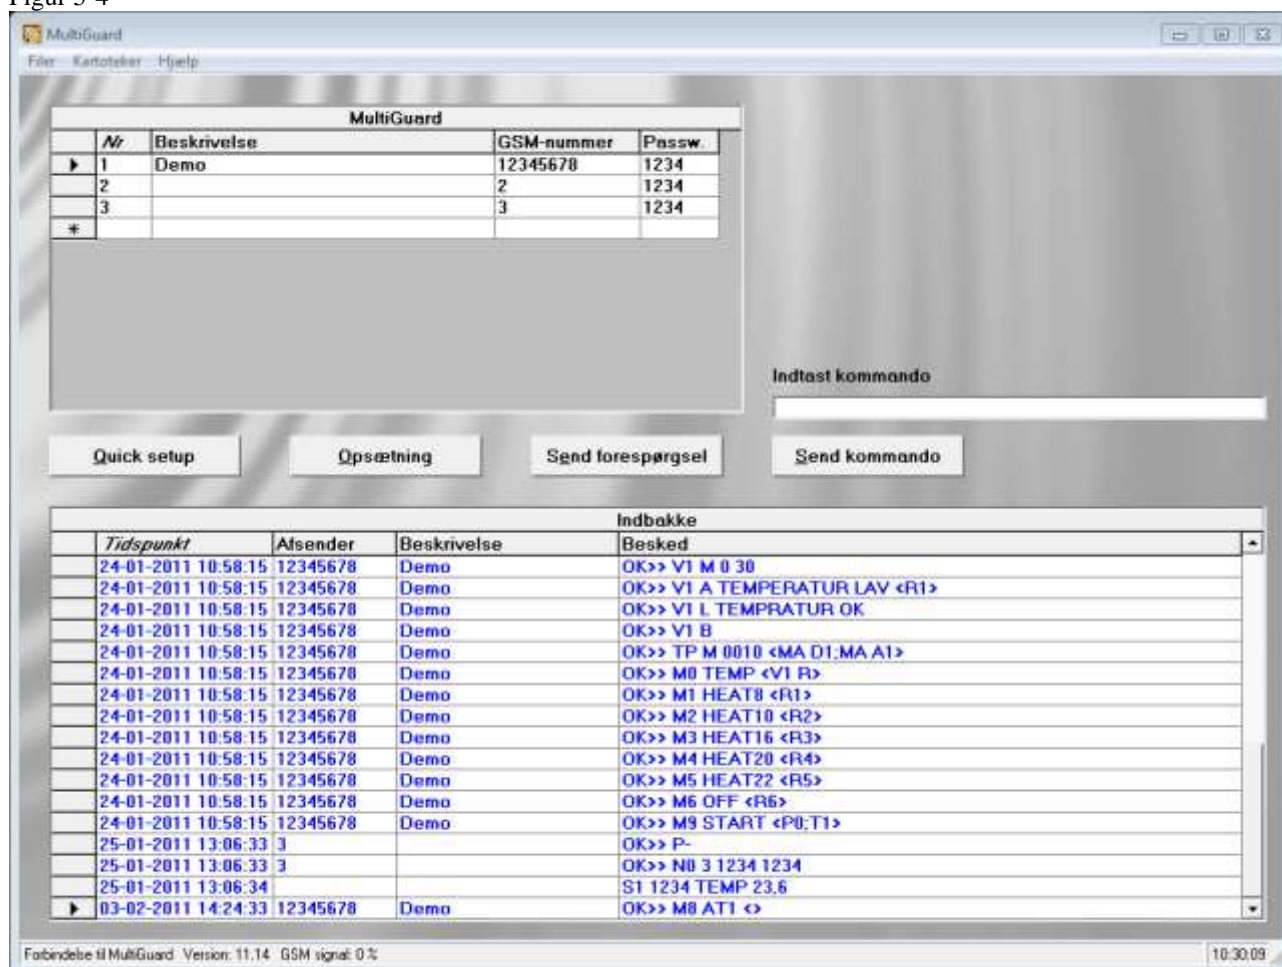 Figur 5 4
MultiGuard
Filer Kartoteker Hjælp
MultiGuard
Nr Beskrivelse GSM-nummer Passw.
1 Demo 12345678 1234
2 2 1234
3 3 1234
*
Indtast kommando
Quick setup Opsætning Send forespørgsel Send kommando
Indbakke
Tidspunkt Afsender Beskrivelse Besked
24-01-2011 10:58:15 12345678 Demo OK>> V1 M 0 30
24-01-2011 10:58:15 12345678 Demo OK>> V1 A TEMPERATUR LAV <R1>
24-01-2011 10:58:15 12345678 Demo OK>> V1 L TEMPRATUR OK
24-01-2011 10:58:15 12345678 Demo OK>> V1 B
24-01-2011 10:58:15 12345678 Demo OK>> TP M 0010 <MA D1;MA A1>
24-01-2011 10:58:15 12345678 Demo OK>> M0 TEMP <V1 R>
24-01-2011 10:58:15 12345678 Demo OK>> M1 HEAT8 <R1>
24-01-2011 10:58:15 12345678 Demo OK>> M2 HEAT10 <R2>
24-01-2011 10:58:15 12345678 Demo OK>> M3 HEAT16 <R3>
24-01-2011 10:58:15 12345678 Demo OK>> M4 HEAT20 <R4>
24-01-2011 10:58:15 12345678 Demo OK>> M5 HEAT22 <R5>
24-01-2011 10:58:15 12345678 Demo OK>> M6 OFF <R6>
24-01-2011 10:58:15 12345678 Demo OK>> M9 START <P0;T1>
25-01-2011 13:06:33 3 OK>> P-
25-01-2011 13:06:33 3 OK>> N0 3 1234 1234
25-01-2011 13:06:34 S1 1234 TEMP 23,6
03-02-2011 14:24:33 12345678 Demo OK>> M8 AT1 <>
Forbindelse til MultiGuard Version: 11.14 GSM signal: 0 % 10:30:09